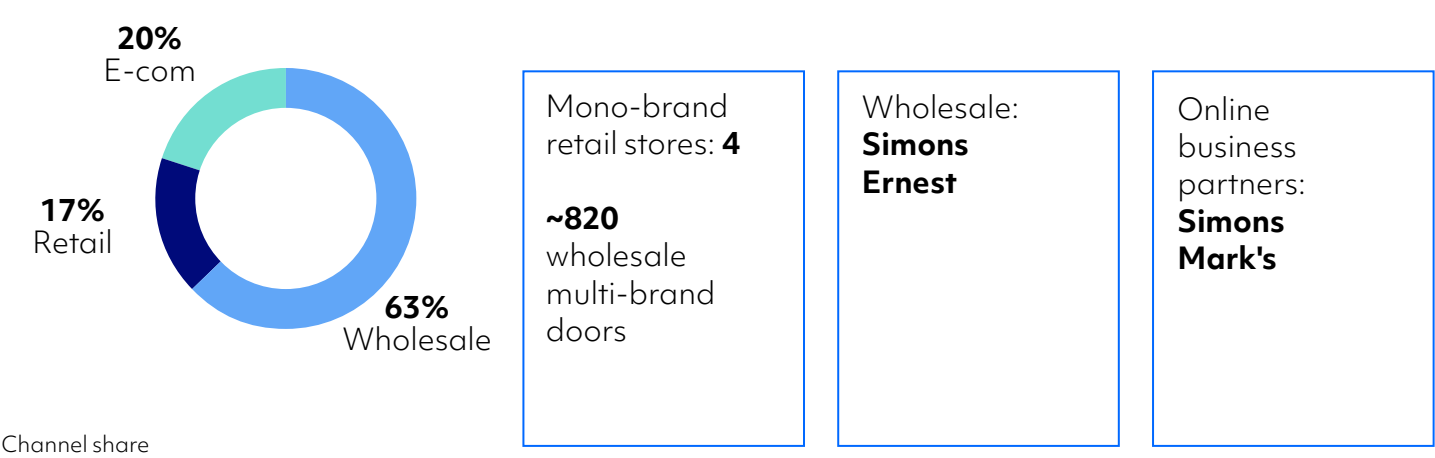 20%
E-com
17%
Retail
63%
Wholesale
Channel share
Mono-brand
retail stores: 4
~820
wholesale
multi-brand
doors
Wholesale:
Simons
Ernest
Online
business
partners:
Simons
Mark's